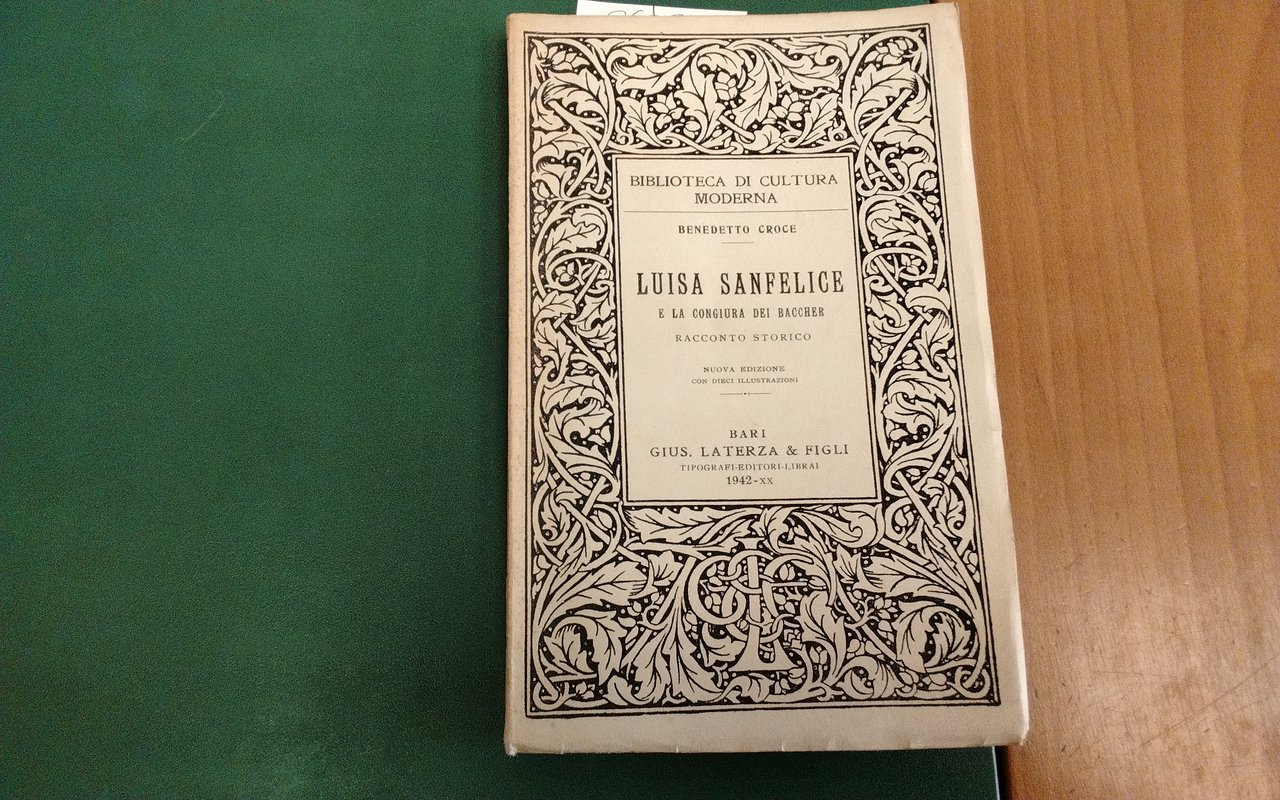 BIBLIOTECA DI CULTURA
MODERNA
BENEDETTO CROCE
LUISA SANFELICE
E LA CONGIURA DEI BACCHER
RACCONTO STORICO
NUOVA EDIZIONE
CON DIECI ILLUSTRAZIONI
BARI
GIUS. LATERZA & FIGLI
TIPOGRAFI-EDITORI-LIBRAI
1942-XX